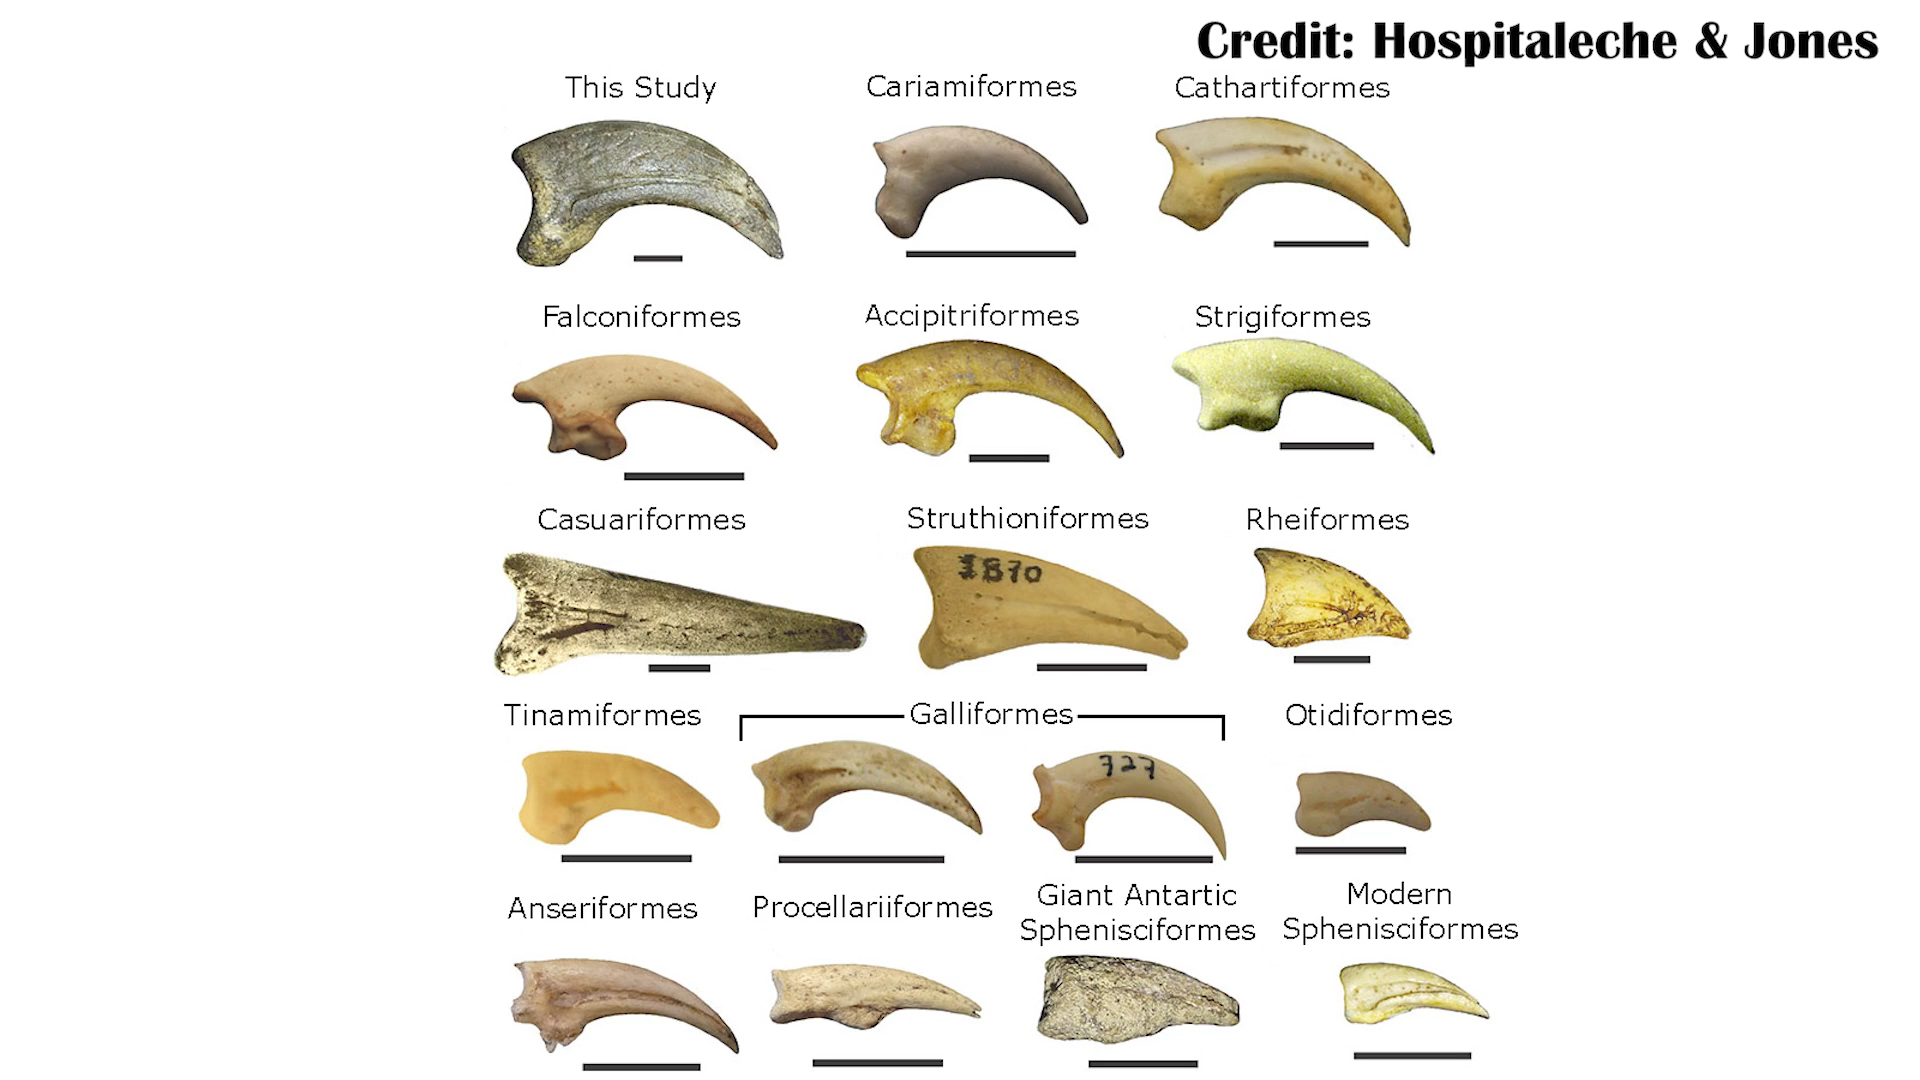 Credit: Hospitaleche & Jones
This Study
Cariamiformes
Cathartiformes
Falconiformes
Accipitriformes
Strigiformes
Casuariformes
Struthioniformes
Rheiformes
1870
Tinamiformes
Galliformes
Otidiformes
727
Anseriformes
Procellariiformes
Giant Antartic
Sphenisciformes
Modern
Sphenisciformes